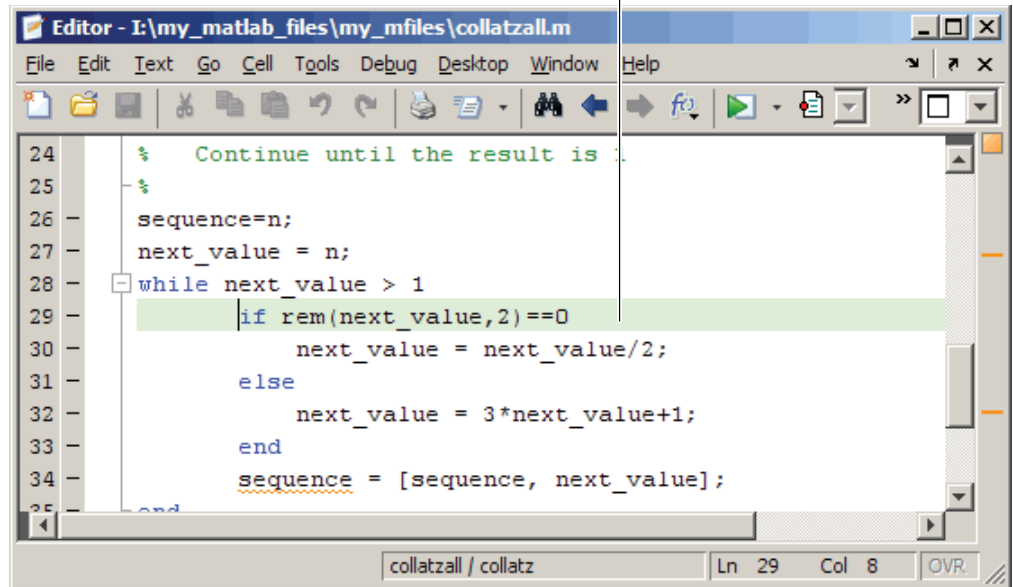 Editor - I:\my_matlab_files\my_mfiles\collatzall.m
File Edit Text Go Cell Tools Debug Desktop Window Help
24 % Continue until the result is 1
25 %
26 – sequence=n;
27 – next_value = n;
28 – while next_value > 1
29 – if rem(next_value,2)==0
30 – next_value = next_value/2;
31 – else
32 – next_value = 3*next_value+1;
33 – end
34 – sequence = [sequence, next_value];
35 – end
collatzall / collatz Ln 29 Col 8 OVR